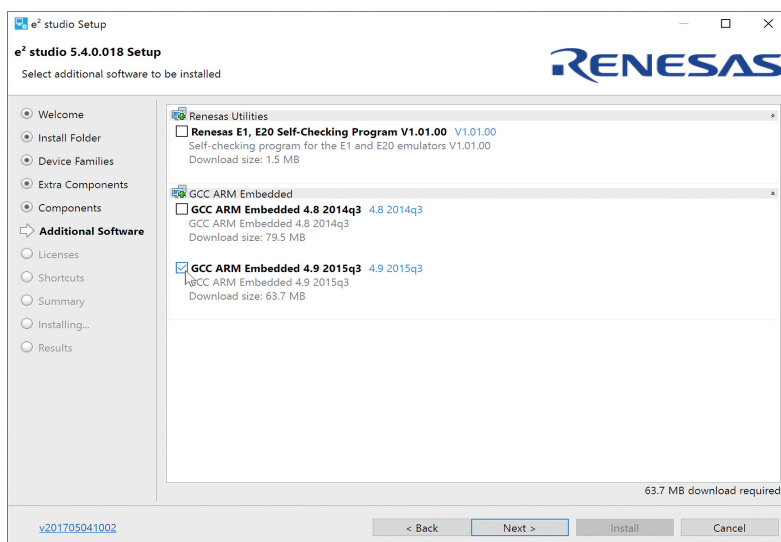 e² studio Setup
e² studio 5.4.0.018 Setup
Select additional software to be installed
RENESAS
Welcome
Install Folder
Device Families
Extra Components
Components
Additional Software
Licenses
Shortcuts
Summary
Installing...
Results
Renesas Utilities
Renesas E1, E20 Self-Checking Program V1.01.00 V1.01.00
Self-checking program for the E1 and E20 emulators V1.01.00
Download size: 1.5 MB
GCC ARM Embedded
GCC ARM Embedded 4.8 2014q3 4.8 2014q3
GCC ARM Embedded 4.8 2014q3
Download size: 79.5 MB
GCC ARM Embedded 4.9 2015q3 4.9 2015q3
GCC ARM Embedded 4.9 2015q3
Download size: 63.7 MB
63.7 MB download required
v201705041002
< Back
Next >
Install
Cancel